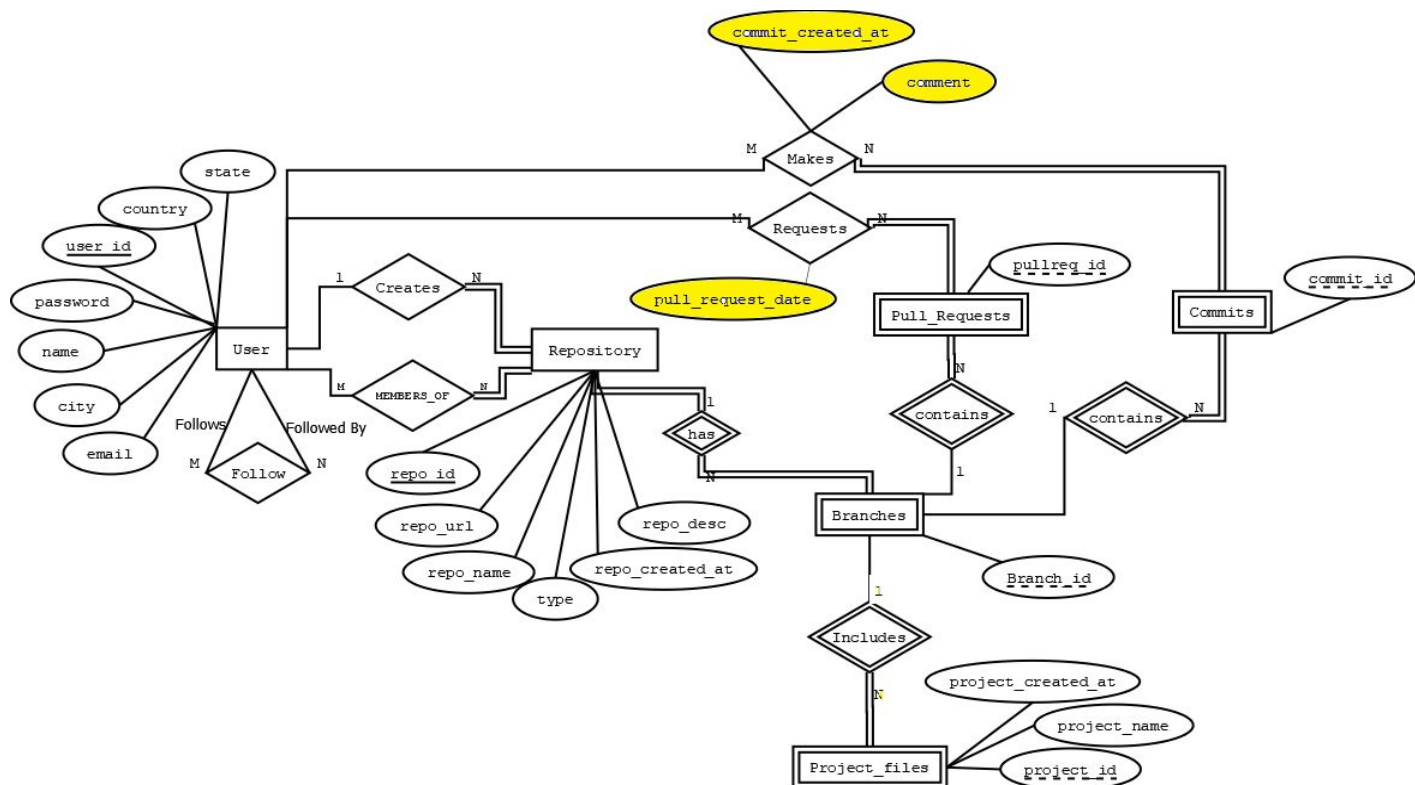 commit_created_at
comment
M
Makes
N
state
country
user_id
password
name
city
email
User
M
Requests
N
pull_request_date
pullreq_id
commit_id
Pull_Requests
Commits
1
Creates
N
Repository
M
MEMBERS_OF
N
Follows
Followed By
M
Follow
N
repo_id
repo_url
repo_name
type
repo_created_at
repo_desc
1
has
N
N
contains
1
1
contains
N
Branches
Branch_id
1
Includes
N
project_created_at
project_name
project_id
Project_files